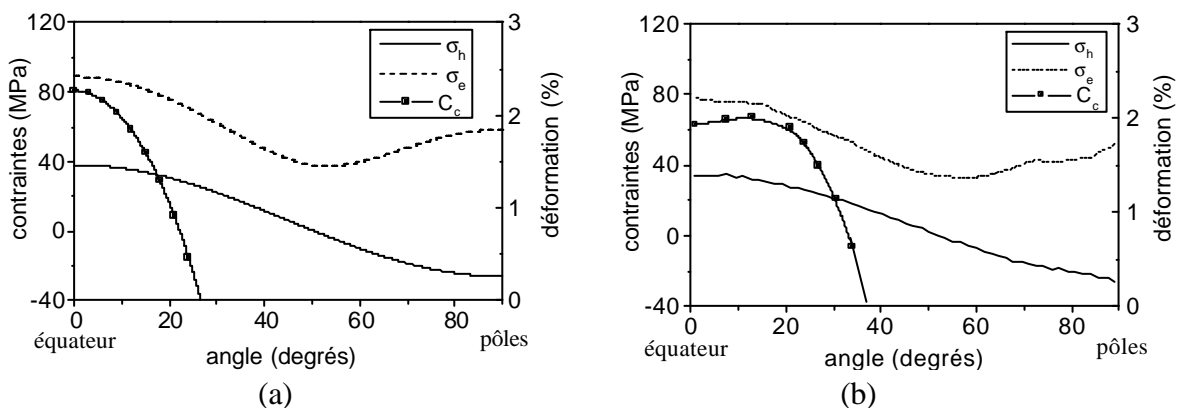 contraintes (MPa)
120
80
40
0
-40
σh
σe
Cc
3
2
1
0
déformation (%)
0 20 40 60 80
équateur
angle (degrés)
pôles
(a)
contraintes (MPa)
120
80
40
0
-40
σh
σe
Cc
3
2
1
0
déformation (%)
0 20 40 60 80
équateur
angle (degrés)
pôles
(b)